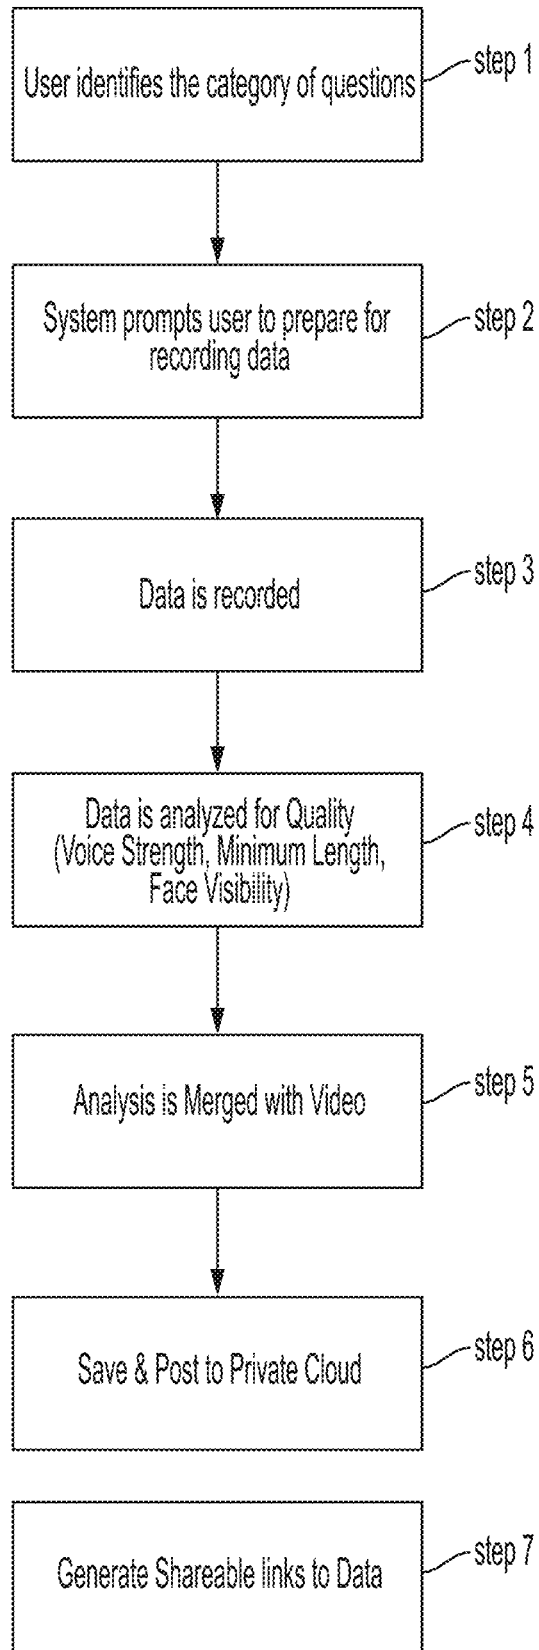 User identifies the category of questions
step 1
System prompts user to prepare for
recording data
step 2
Data is recorded
step 3
Data is analyzed for Quality
(Voice Strength, Minimum Length,
Face Visibility)
step 4
Analysis is Merged with Video
step 5
Save & Post to Private Cloud
step 6
Generate Shareable links to Data
step 7